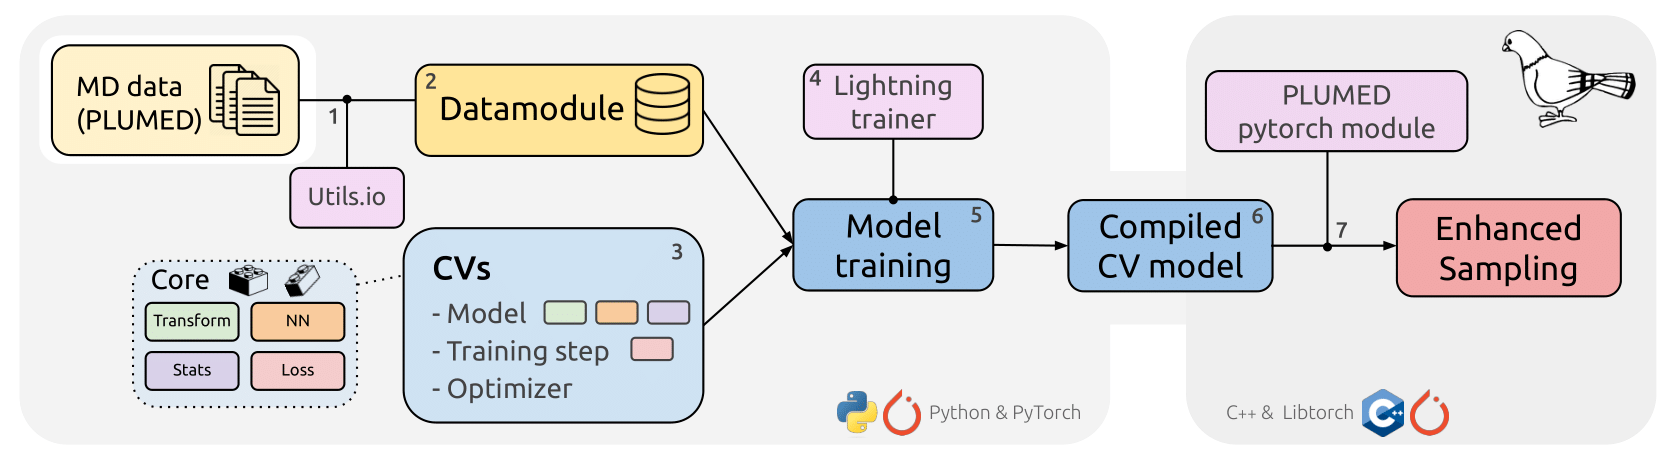 MD data
(PLUMED)
1
Utils.io
2
Datamodule
Core
Transform
NN
Stats
Loss
3
CVs
- Model
- Training step
- Optimizer
4
Lightning
trainer
5
Model
training
6
Compiled
CV model
PLUMED
pytorch module
7
Enhanced
Sampling
Python & PyTorch
C++ & Libtorch
C++